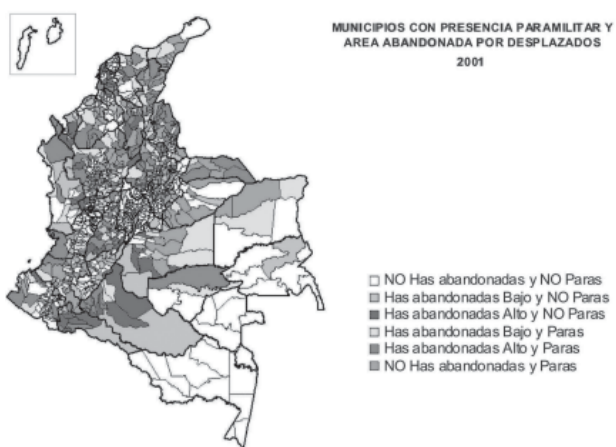 MUNICIPIOS CON PRESENCIA PARAMILITAR Y
AREA ABANDONADA POR DESPLAZADOS
2001
NO Has abandonadas y NO Paras
Has abandonadas Bajo y NO Paras
Has abandonadas Alto y NO Paras
Has abandonadas Bajo y Paras
Has abandonadas Alto y Paras
NO Has abandonadas y Paras